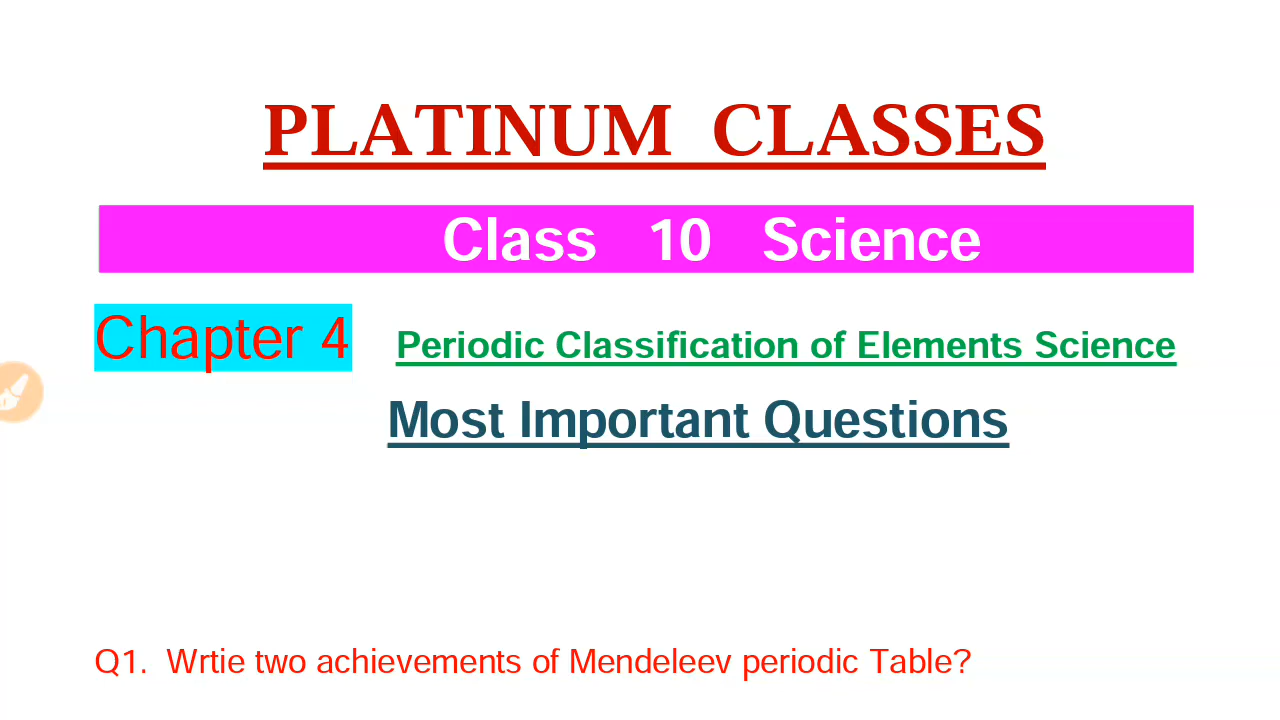 PLATINUM CLASSES
Class 10 Science
Chapter 4 Periodic Classification of Elements Science
Most Important Questions
Q1. Wrtie two achievements of Mendeleev periodic Table?